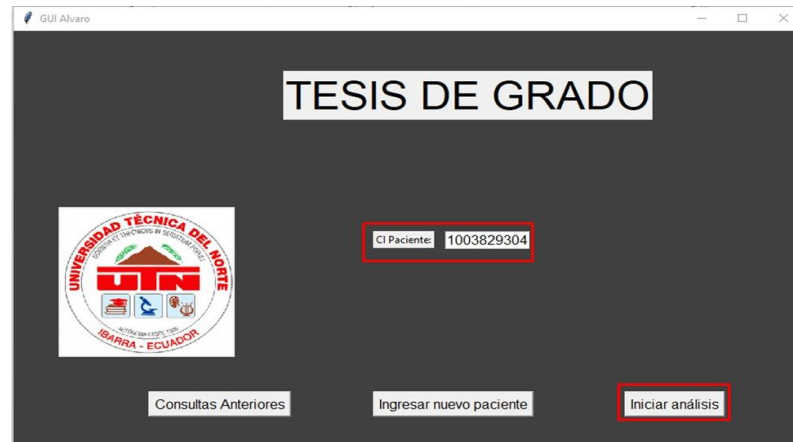 GUI Alvaro
TESIS DE GRADO
UNIVERSIDAD TÉCNICA DEL NORTE
UTN
IBARRA - ECUADOR
CI Paciente: 1003829304
Consultas Anteriores
Ingresar nuevo paciente
Iniciar análisis